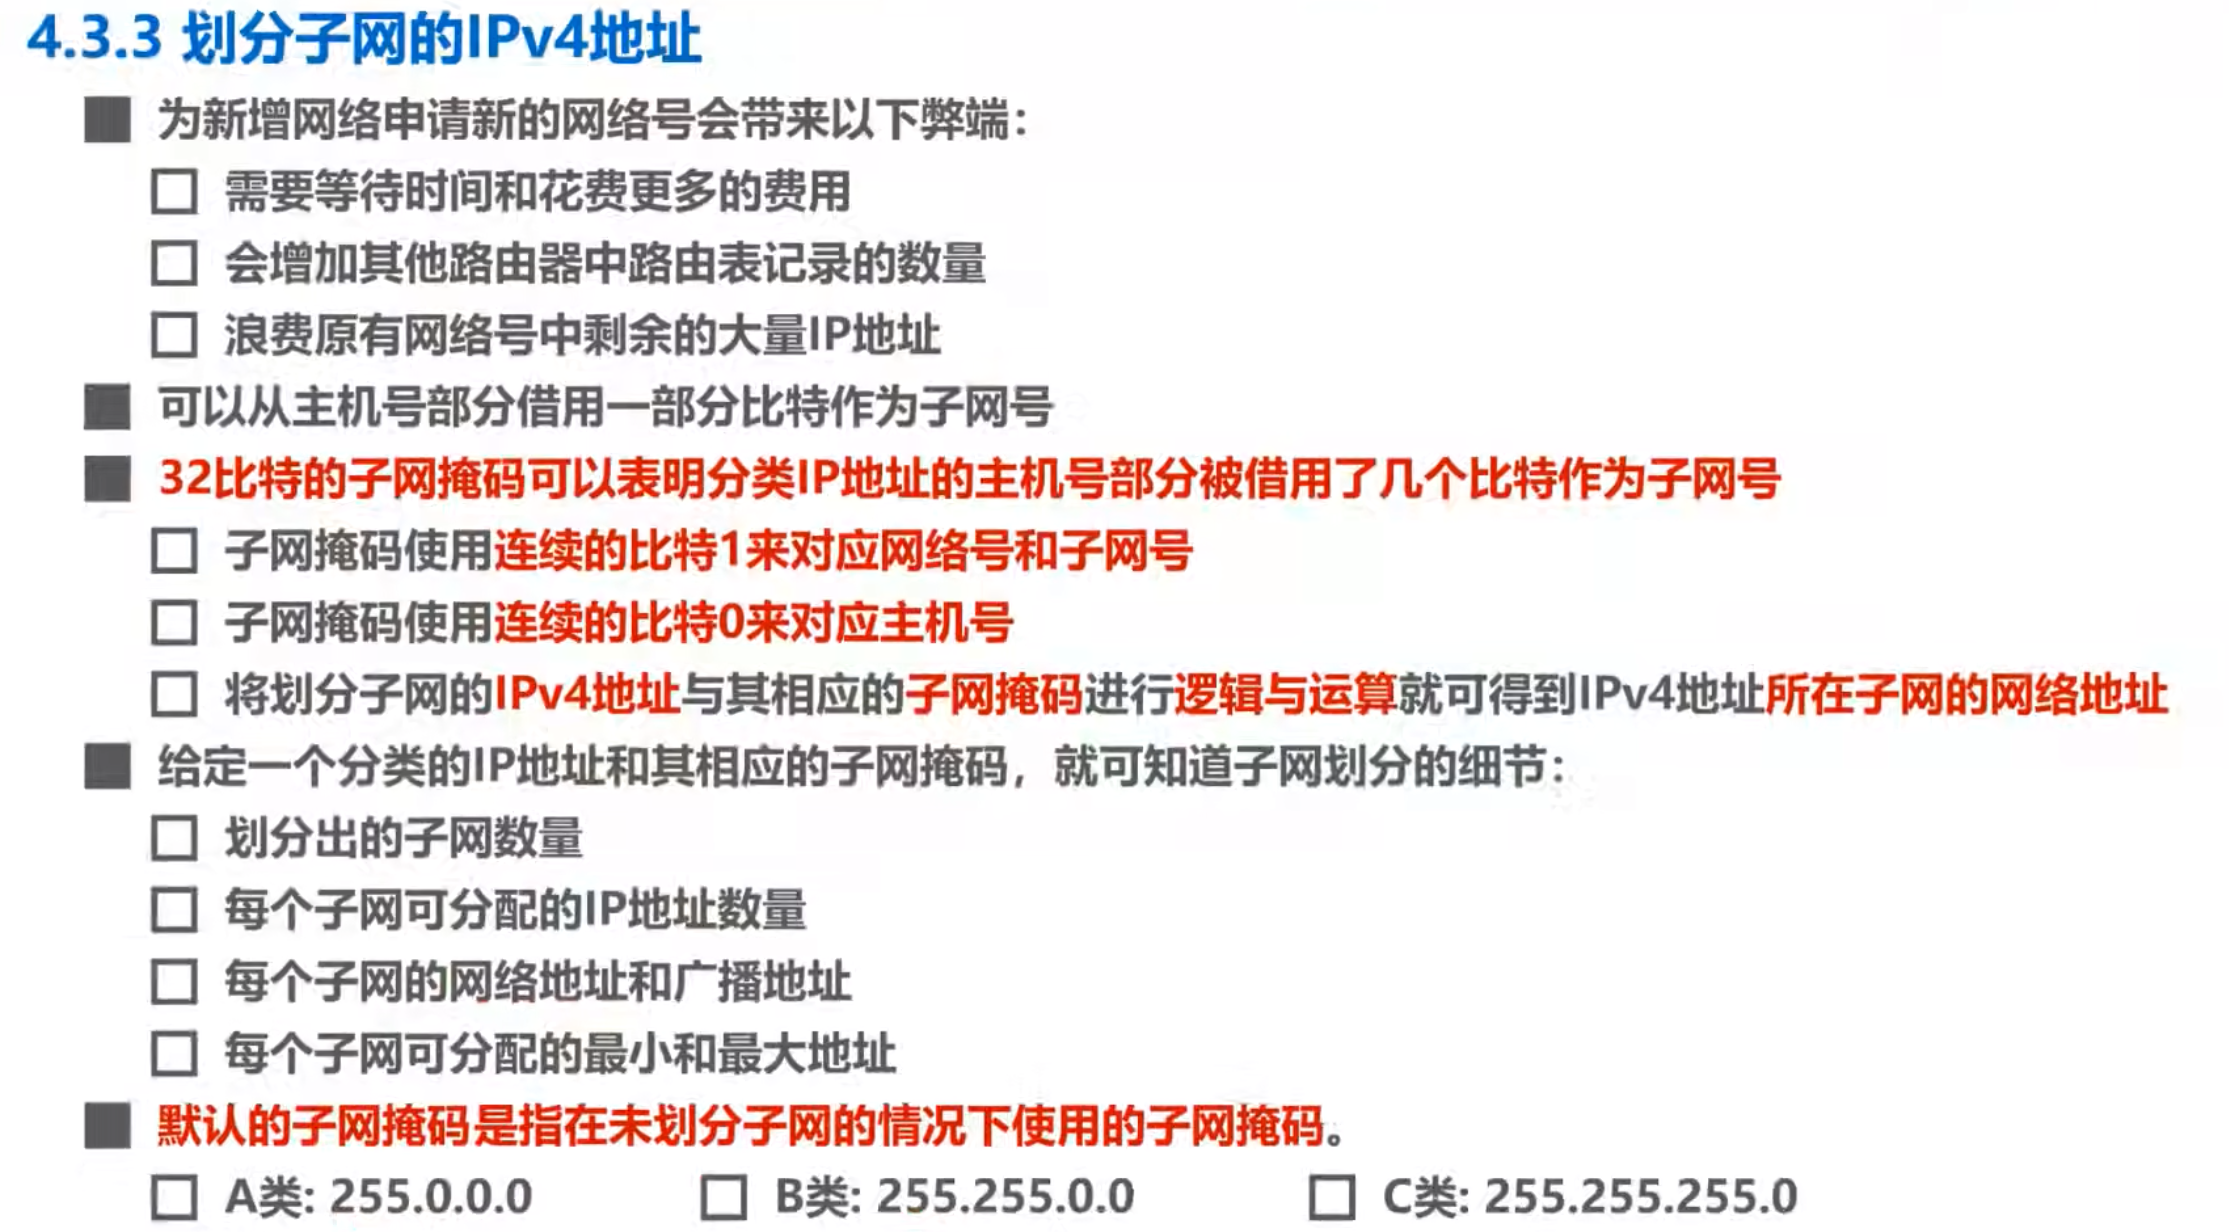 4.3.3 划分子网的IPv4地址
为新增网络申请新的网络号会带来以下弊端：
需要等待时间和花费更多的费用
会增加其他路由器中路由表记录的数量
浪费原有网络号中剩余的大量IP地址
可以从主机号部分借用一部分比特作为子网号
32比特的子网掩码可以表明分类IP地址的主机号部分被借用了几个比特作为子网号
子网掩码使用连续的比特1来对应网络号和子网号
子网掩码使用连续的比特0来对应主机号
将划分子网的IPv4地址与其相应的子网掩码进行逻辑与运算就可得到IPv4地址所在子网的网络地址
给定一个分类的IP地址和其相应的子网掩码，就可知道子网划分的细节：
划分出的子网数量
每个子网可分配的IP地址数量
每个子网的网络地址和广播地址
每个子网可分配的最小和最大地址
默认的子网掩码是指在未划分子网的情况下使用的子网掩码。
A类: 255.0.0.0 B类: 255.255.0.0 C类: 255.255.255.0